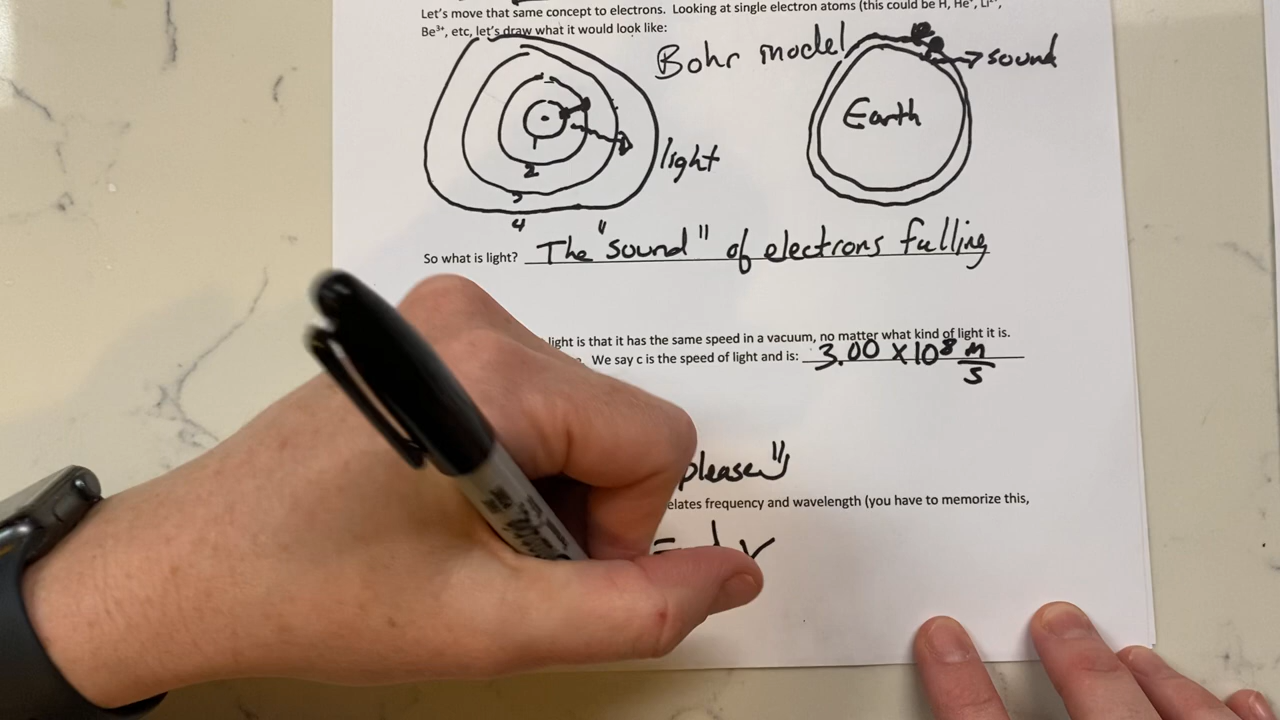 Let's move that same concept to electrons. Looking at single electron atoms (this could be H, He⁺, Li²⁺,
Be³⁺, etc, let's draw what it would look like:
Bohr model
sound
Earth
light
1
2
3
4
So what is light? The "sound" of electrons falling
light is that it has the same speed in a vacuum, no matter what kind of light it is.
We say c is the speed of light and is: 3.00 x10⁸ m/s
please"
elates frequency and wavelength (you have to memorize this,